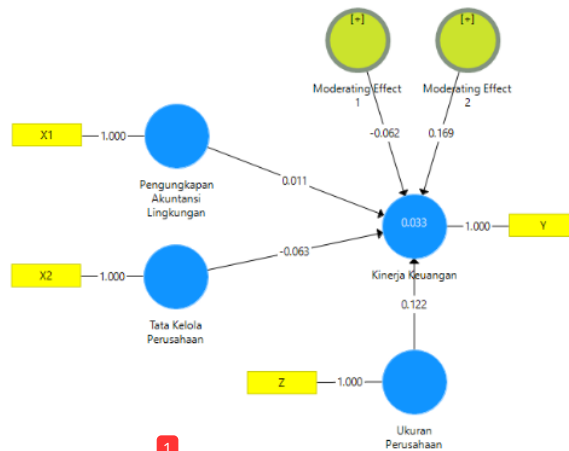 [+]
[+]
Moderating Effect
1
Moderating Effect
2
-0.062
0.169
X1
1.000
Pengungkapan
Akuntansi
Lingkungan
0.011
0.033
1.000
Y
Kinerja Keuangan
X2
1.000
-0.063
Tata Kelola
Perusahaan
0.122
Z
1.000
Ukuran
Perusahaan
1